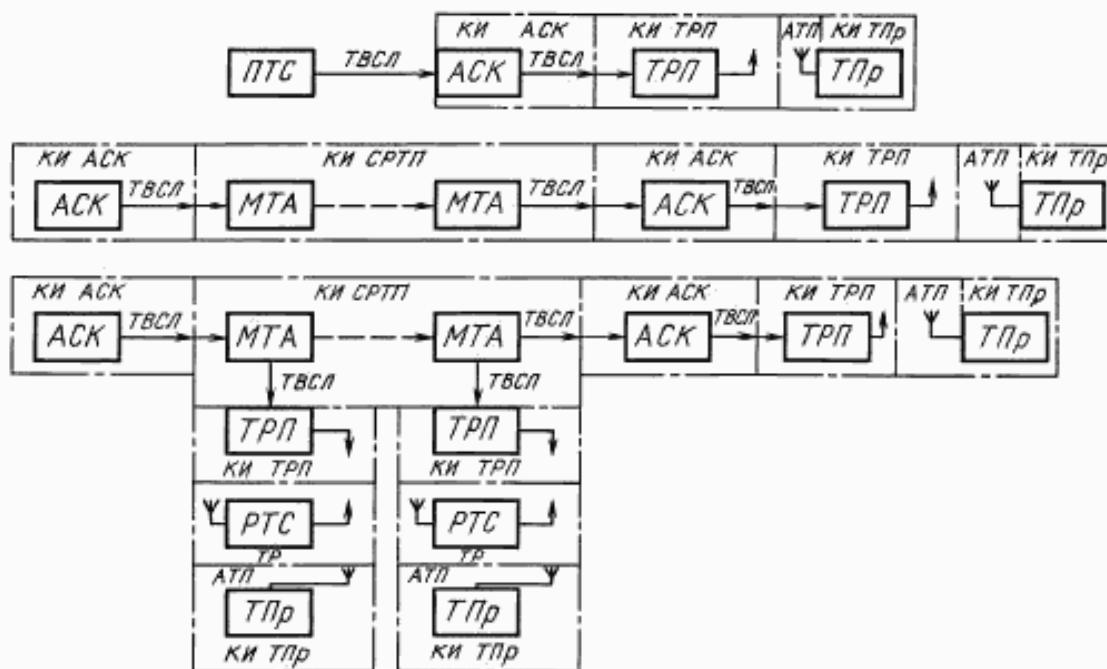 КИ АСК КИ ТРП АТП КИ ТПр
ПТС ТВСЛ АСК ТВСЛ ТРП ТПр
КИ АСК КИ СРТП КИ АСК КИ ТРП АТП КИ ТПр
АСК ТВСЛ МТА МТА ТВСЛ АСК ТВСЛ ТРП ТПр
КИ АСК КИ СРТП КИ АСК КИ ТРП АТП КИ ТПр
АСК ТВСЛ МТА МТА ТВСЛ АСК ТВСЛ ТРП ТПр
ТВСЛ ТВСЛ
ТРП ТРП
КИ ТРП КИ ТРП
РТС РТС
ТР ТР
АТП АТП
ТПр ТПр
КИ ТПр КИ ТПр